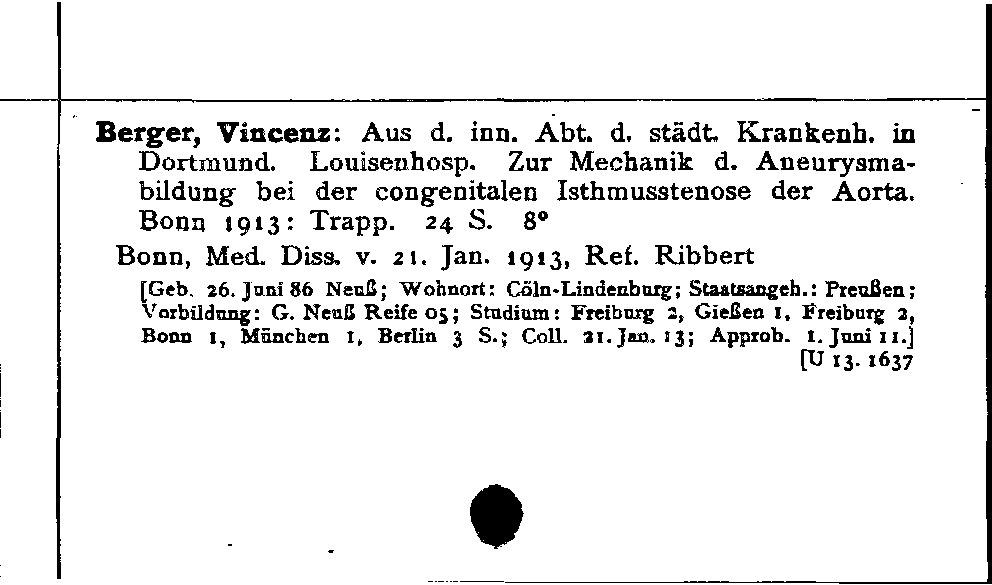 Berger, Vincenz: Aus d. inn. Abt. d. städt. Krankenh. in
Dortmund. Louisenhosp. Zur Mechanik d. Aneurysma-
bildung bei der congenitalen Isthmusstenose der Aorta.
Bonn 1913: Trapp. 24 S. 8°
Bonn, Med. Diss. v. 21. Jan. 1913, Ref. Ribbert
[Geb. 26. Juni 86 Neuß; Wohnort: Cöln-Lindenburg; Staatsangeh.: Preußen;
Vorbildung: G. Neuß Reife 05; Studium: Freiburg 2, Gießen 1, Freiburg 2,
Bonn 1, München 1, Berlin 3 S.; Coll. 21. Jan. 13; Approb. 1. Juni 11.]
[U 13. 1637